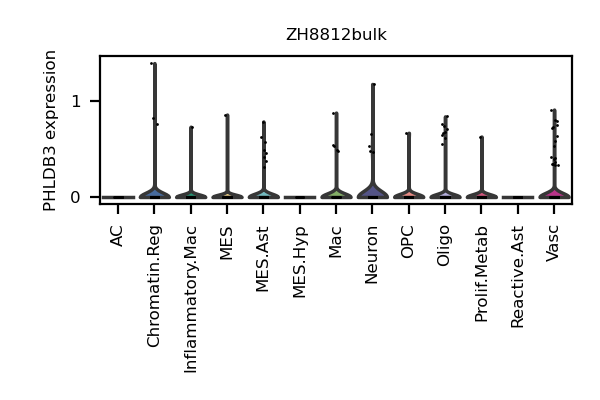 ZH8812bulk
PHLDB3 expression
1
0
AC
Chromatin.Reg
Inflammatory.Mac
MES
MES.Ast
MES.Hyp
Mac
Neuron
OPC
Oligo
Prolif.Metab
Reactive.Ast
Vasc